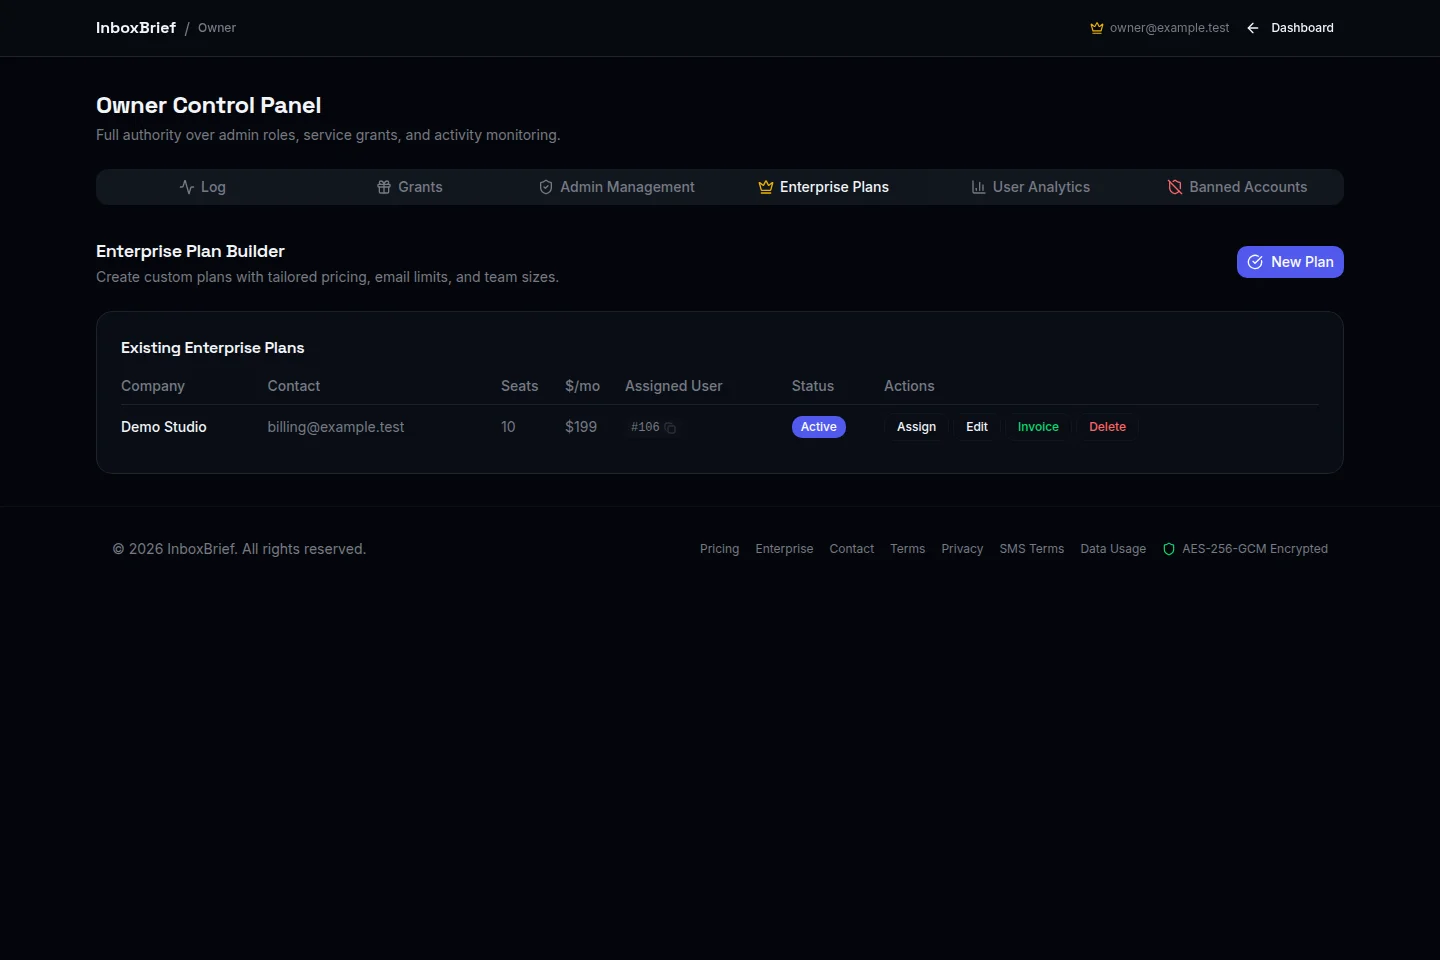 InboxBrief / Owner
owner@example.test
Dashboard
Owner Control Panel
Full authority over admin roles, service grants, and activity monitoring.
Log
Grants
Admin Management
Enterprise Plans
User Analytics
Banned Accounts
Enterprise Plan Builder
Create custom plans with tailored pricing, email limits, and team sizes.
New Plan
Existing Enterprise Plans
Company Contact Seats $/mo Assigned User Status Actions
Demo Studio billing@example.test 10 $199 #106 Active Assign Edit Invoice Delete
© 2026 InboxBrief. All rights reserved.
Pricing Enterprise Contact Terms Privacy SMS Terms Data Usage AES-256-GCM Encrypted